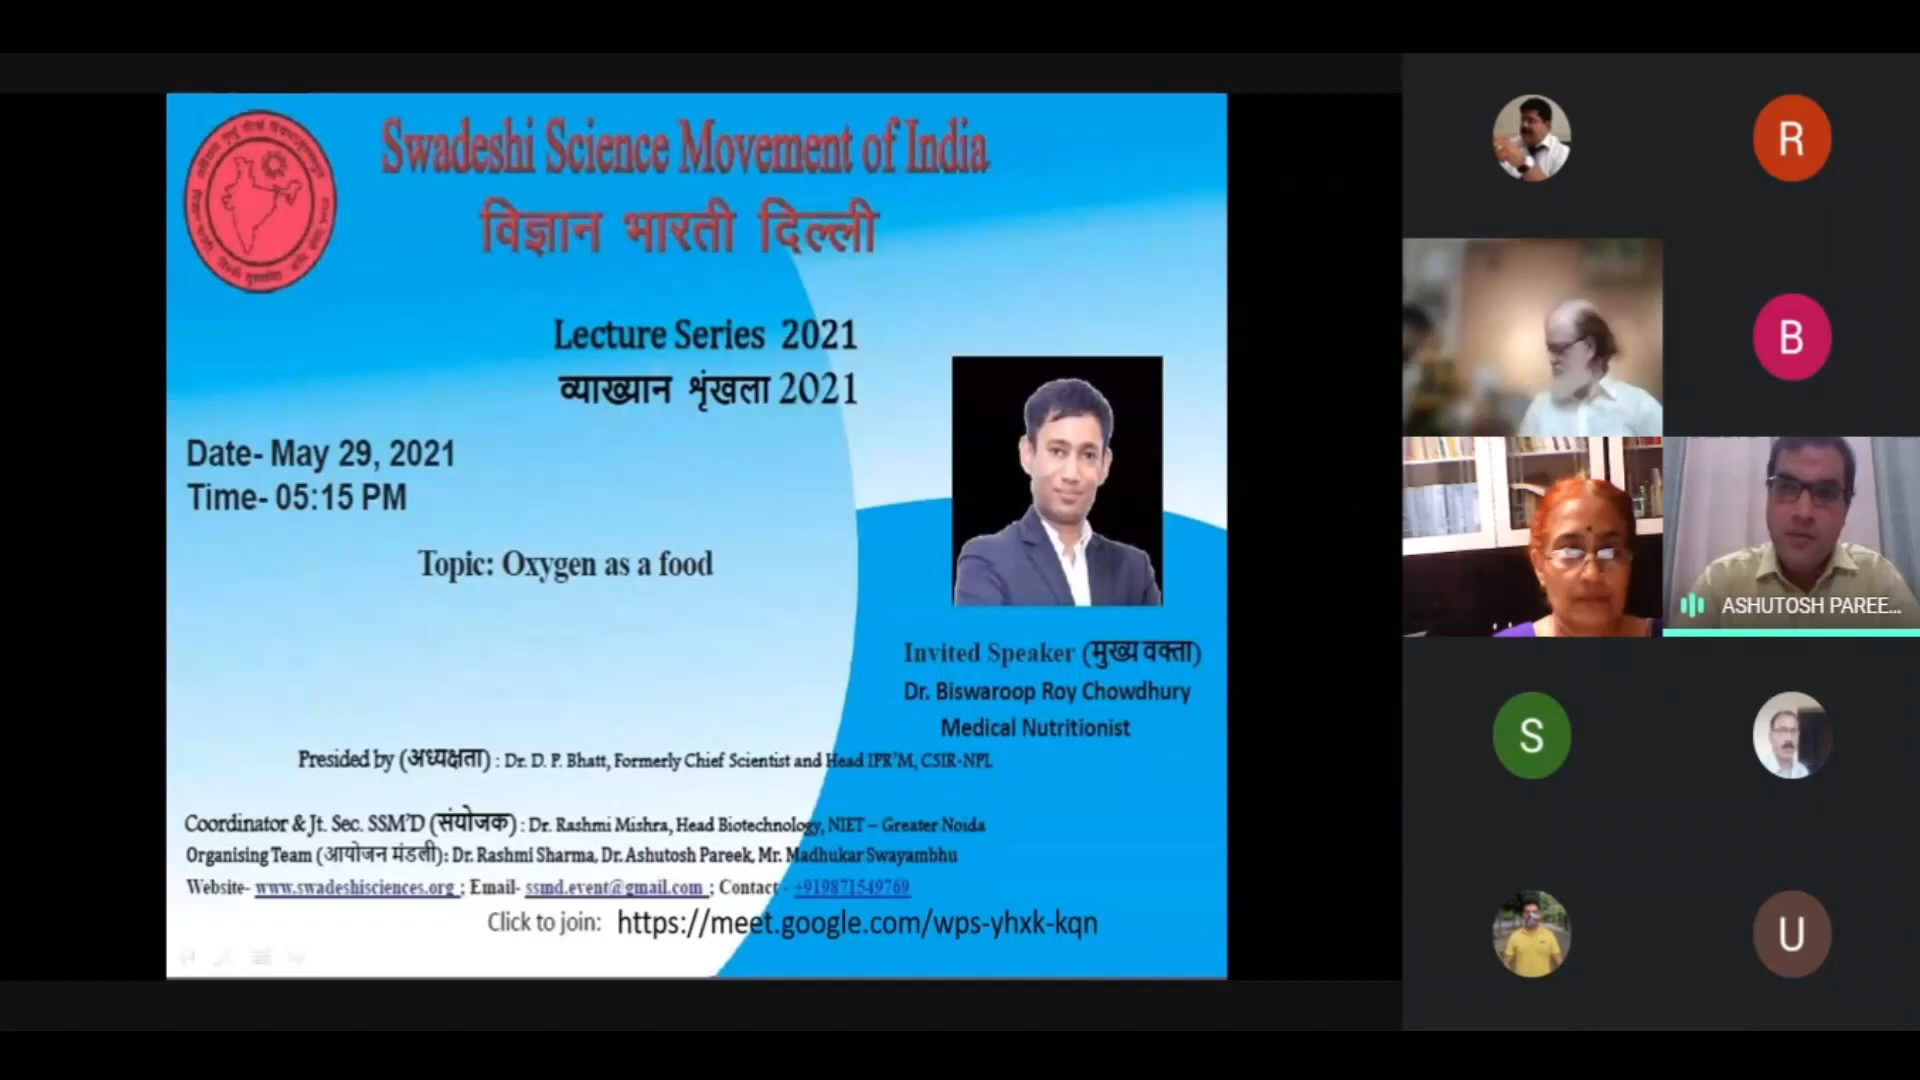 Swadeshi Science Movement of India
विज्ञान भारती दिल्ली
Lecture Series 2021
व्याख्यान शृंखला 2021
Date- May 29, 2021
Time- 05:15 PM
Topic: Oxygen as a food
Invited Speaker (मुख्य वक्ता)
Dr. Biswaroop Roy Chowdhury
Medical Nutritionist
Presided by (अध्यक्षता) : Dr. D. P. Bhatt, Formerly Chief Scientist and Head IPR'M, CSIR-NPL
Coordinator & Jt. Sec. SSM'D (संयोजक) : Dr. Rashmi Mishra, Head Biotechnology, NIET – Greater Noida
Organising Team (आयोजन मंडली): Dr. Rashmi Sharma, Dr. Ashutosh Pareek, Mr. Madhukar Swayambhu
Website- www.swadeshisciences.org ; Email- ssmd.event@gmail.com ; Contact - +919871549769
Click to join: https://meet.google.com/wps-yhxk-kqn
R
B
ASHUTOSH PAREE...
S
U